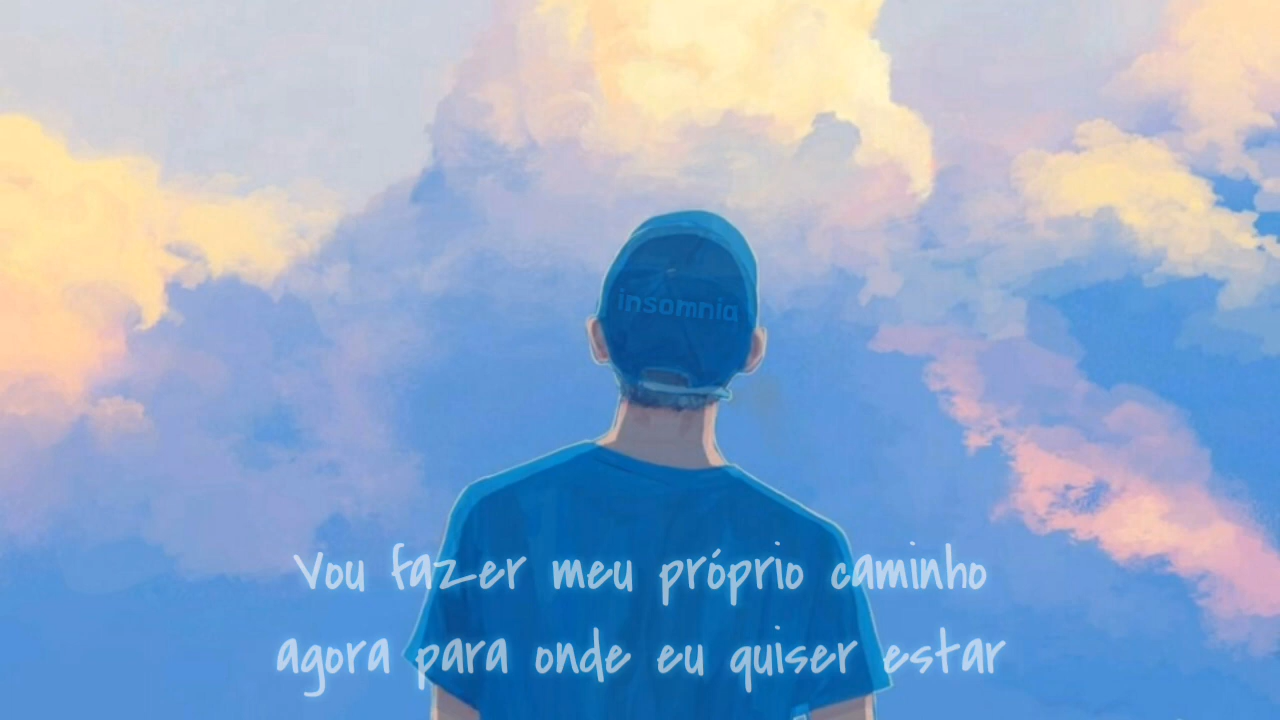 insomnia
Vou fazer meu próprio caminho
agora para onde eu quiser estar